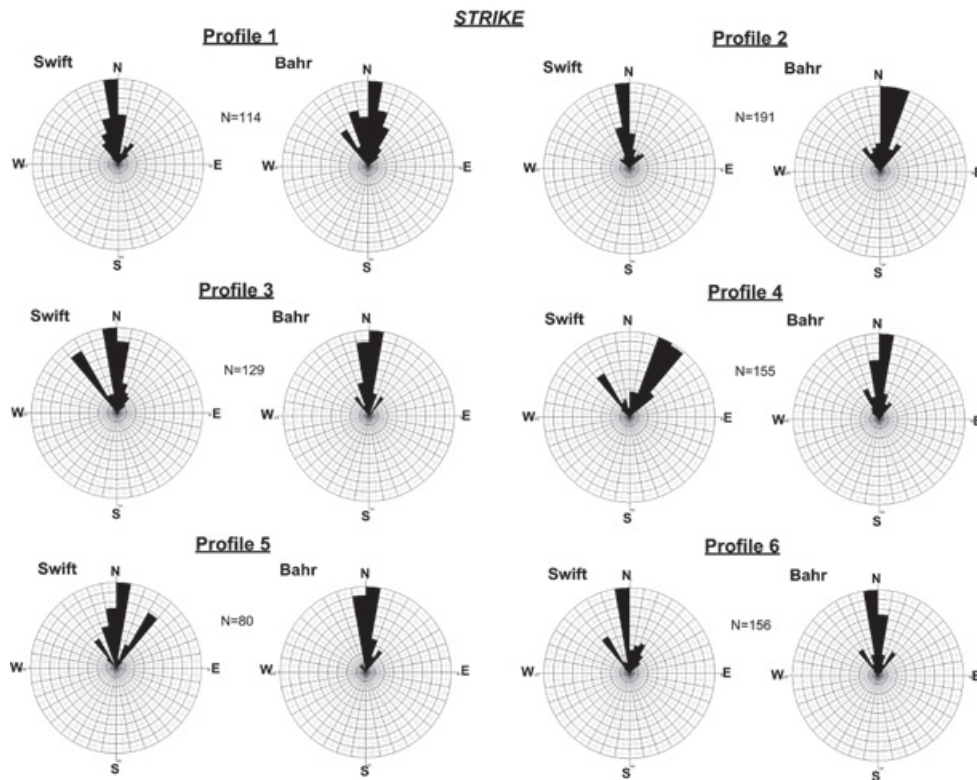 STRIKE
Profile 1
Swift
N
W
E
S
N=114
Bahr
N
W
E
S
Profile 2
Swift
N
W
E
S
N=191
Bahr
N
W
E
S
Profile 3
Swift
N
W
E
S
N=129
Bahr
N
W
E
S
Profile 4
Swift
N
W
E
S
N=155
Bahr
N
W
E
S
Profile 5
Swift
N
W
E
S
N=80
Bahr
N
W
E
S
Profile 6
Swift
N
W
E
S
N=156
Bahr
N
W
E
S